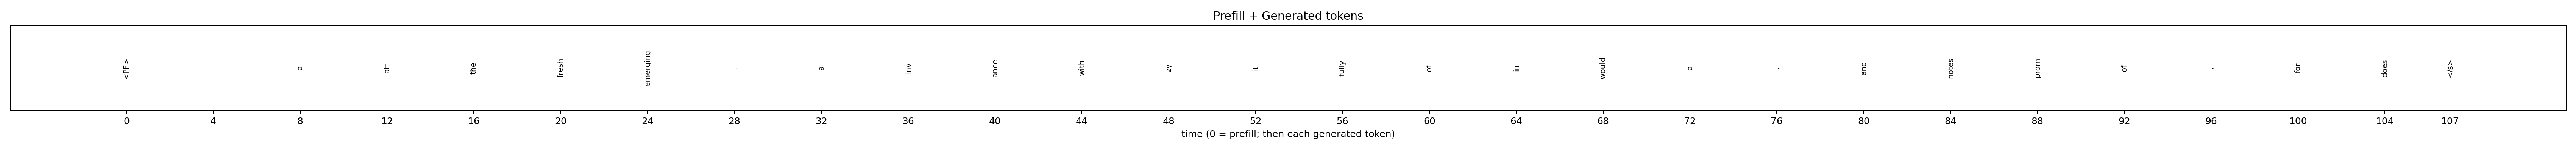 Prefill + Generated tokens
<PF> I a aft the fresh emerging . a inv ance with zy it fully of in would a , and notes prom of - for does </s>
0 4 8 12 16 20 24 28 32 36 40 44 48 52 56 60 64 68 72 76 80 84 88 92 96 100 104 107
time (0 = prefill; then each generated token)